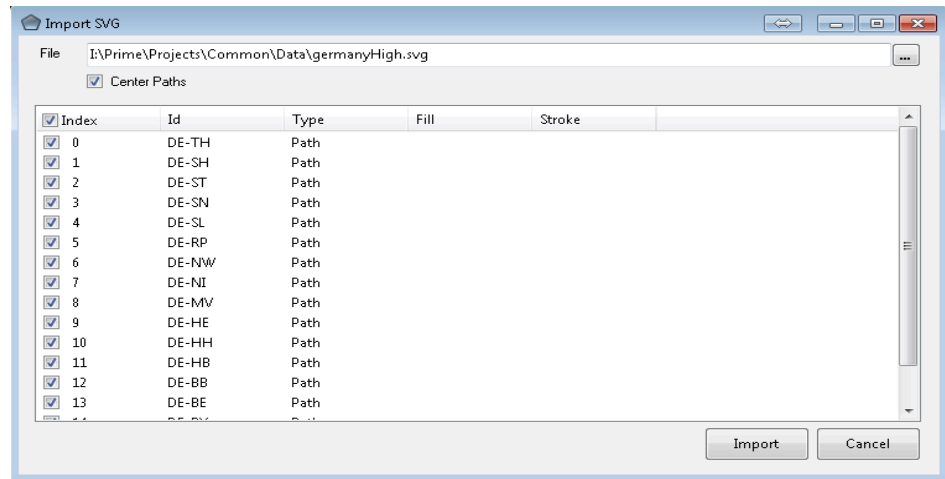 Import SVG
File I:\Prime\Projects\Common\Data\germanyHigh.svg ...
Center Paths
Index Id Type Fill Stroke
0 DE-TH Path
1 DE-SH Path
2 DE-ST Path
3 DE-SN Path
4 DE-SL Path
5 DE-RP Path
6 DE-NW Path
7 DE-NI Path
8 DE-MV Path
9 DE-HE Path
10 DE-HH Path
11 DE-HB Path
12 DE-BB Path
13 DE-BE Path
Import Cancel